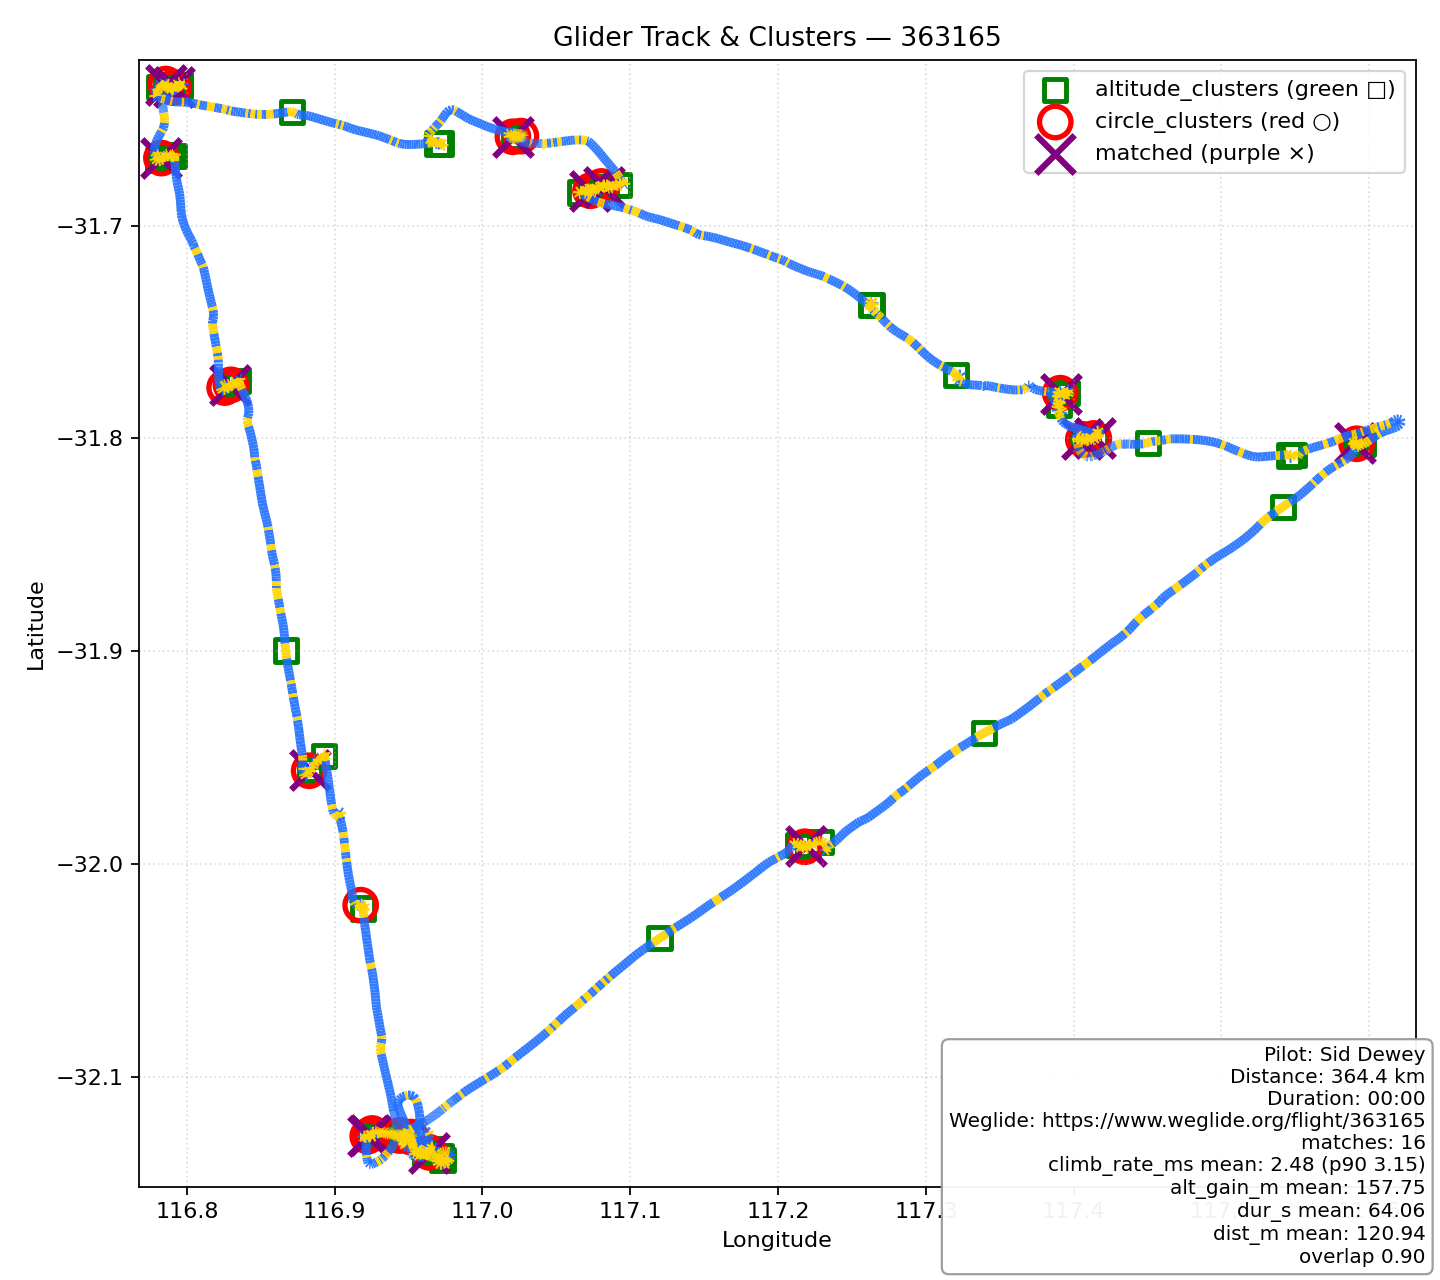 Glider Track & Clusters — 363165
altitude_clusters (green □)
circle_clusters (red ○)
matched (purple ×)
Latitude
−31.7
−31.8
−31.9
−32.0
−32.1
116.8
116.9
117.0
117.1
117.2
117.3
117.4
Longitude
Pilot: Sid Dewey
Distance: 364.4 km
Duration: 00:00
Weglide: https://www.weglide.org/flight/363165
matches: 16
climb_rate_ms mean: 2.48 (p90 3.15)
alt_gain_m mean: 157.75
dur_s mean: 64.06
dist_m mean: 120.94
overlap 0.90